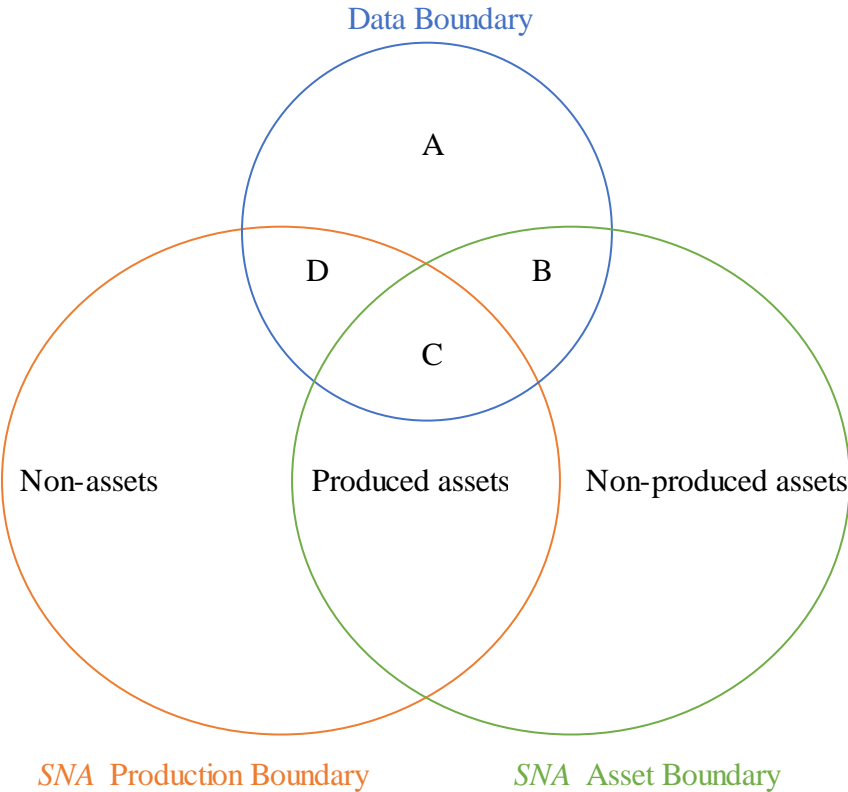 Data Boundary
A
D
B
C
Non-assets
Produced assets
Non-produced assets
SNA Production Boundary
SNA Asset Boundary